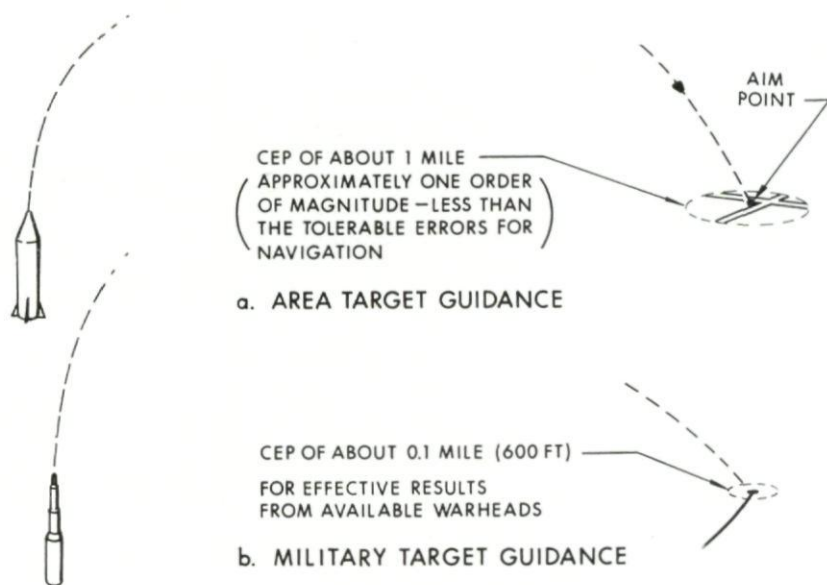 AIM
POINT
CEP OF ABOUT 1 MILE
(APPROXIMATELY ONE ORDER
OF MAGNITUDE—LESS THAN
THE TOLERABLE ERRORS FOR
NAVIGATION)
a. AREA TARGET GUIDANCE
CEP OF ABOUT 0.1 MILE (600 FT)
FOR EFFECTIVE RESULTS
FROM AVAILABLE WARHEADS
b. MILITARY TARGET GUIDANCE